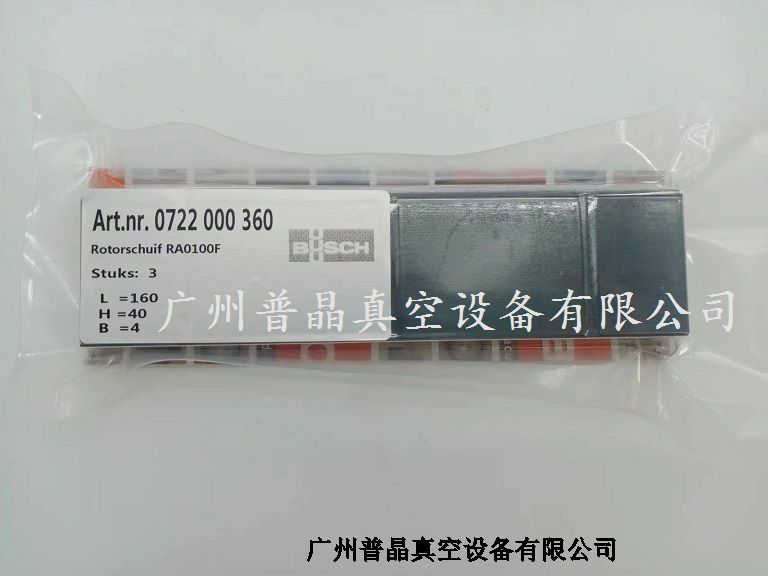 Art.nr. 0722 000 360
Rotorschuif RA0100F
BUSCH
Stuks: 3
L =160
H =40
B =4
广州普晶真空设备有限公司
广州普晶真空设备有限公司